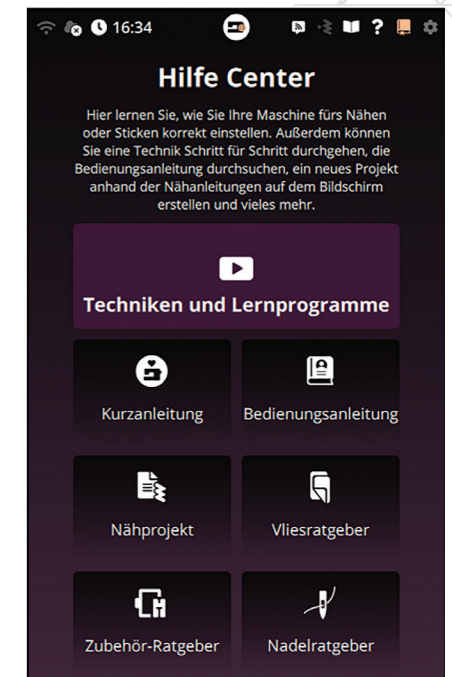 16:34
?
Hilfe Center
Hier lernen Sie, wie Sie Ihre Maschine fürs Nähen
oder Sticken korrekt einstellen. Außerdem können
Sie eine Technik Schritt für Schritt durchgehen, die
Bedienungsanleitung durchsuchen, ein neues Projekt
anhand der Nähanleitungen auf dem Bildschirm
erstellen und vieles mehr.
Techniken und Lernprogramme
Kurzanleitung
Bedienungsanleitung
Nähprojekt
Vliesratgeber
Zubehör-Ratgeber
Nadelratgeber